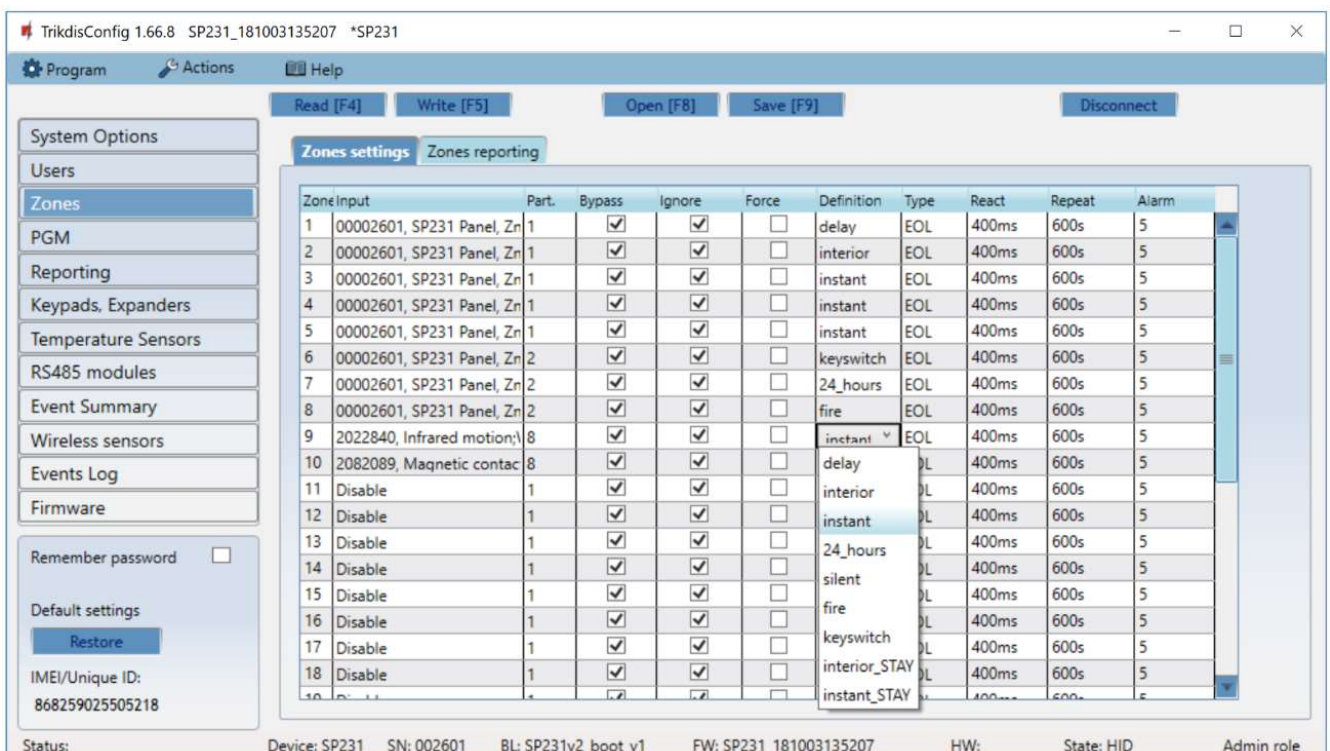 TrikdisConfig 1.66.8 SP231_181003135207 *SP231
Program Actions Help
Read [F4] Write [F5] Open [F8] Save [F9] Disconnect
System Options
Users
Zones
PGM
Reporting
Keypads, Expanders
Temperature Sensors
RS485 modules
Event Summary
Wireless sensors
Events Log
Firmware
Remember password
Default settings
Restore
IMEI/Unique ID:
868259025505218
Zones settings Zones reporting
Zone Input Part. Bypass Ignore Force Definition Type React Repeat Alarm
1 00002601, SP231 Panel, Zn 1 delay EOL 400ms 600s 5
2 00002601, SP231 Panel, Zn 1 interior EOL 400ms 600s 5
3 00002601, SP231 Panel, Zn 1 instant EOL 400ms 600s 5
4 00002601, SP231 Panel, Zn 1 instant EOL 400ms 600s 5
5 00002601, SP231 Panel, Zn 1 instant EOL 400ms 600s 5
6 00002601, SP231 Panel, Zn 2 keyswitch EOL 400ms 600s 5
7 00002601, SP231 Panel, Zn 2 24_hours EOL 400ms 600s 5
8 00002601, SP231 Panel, Zn 2 fire EOL 400ms 600s 5
9 2022840, Infrared motion; 8 instant EOL 400ms 600s 5
10 2082089, Magnetic contac 8 400ms 600s 5
11 Disable 1 400ms 600s 5
12 Disable 1 400ms 600s 5
13 Disable 1 400ms 600s 5
14 Disable 1 400ms 600s 5
15 Disable 1 400ms 600s 5
16 Disable 1 400ms 600s 5
17 Disable 1 400ms 600s 5
18 Disable 1 400ms 600s 5
delay
interior
instant
24_hours
silent
fire
keyswitch
interior_STAY
instant_STAY
Status: Device: SP231 SN: 002601 BL: SP231v2_boot_v1 FW: SP231_181003135207 HW: State: HID Admin role